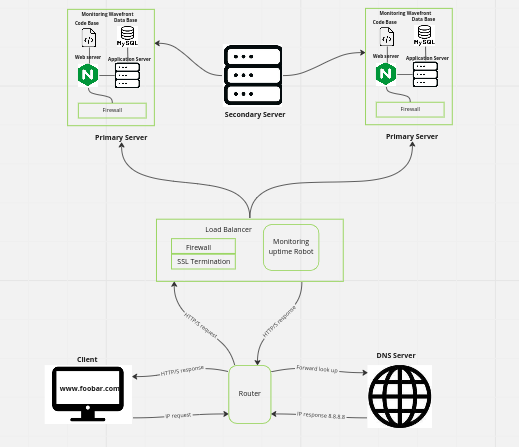 Monitoring Wavefront
Code Base
Data Base
MySQL
Web server
Application Server
N
Firewall
Primary Server
Secondary Server
Monitoring Wavefront
Code Base
Data Base
MySQL
Web server
Application Server
N
Firewall
Primary Server
Load Balancer
Firewall
SSL Termination
Monitoring
uptime Robot
HTTP/S request
HTTP/S response
Client
www.foobar.com
HTTP/S response
IP request
Router
Forward look up
IP response 8.8.8.8
DNS Server